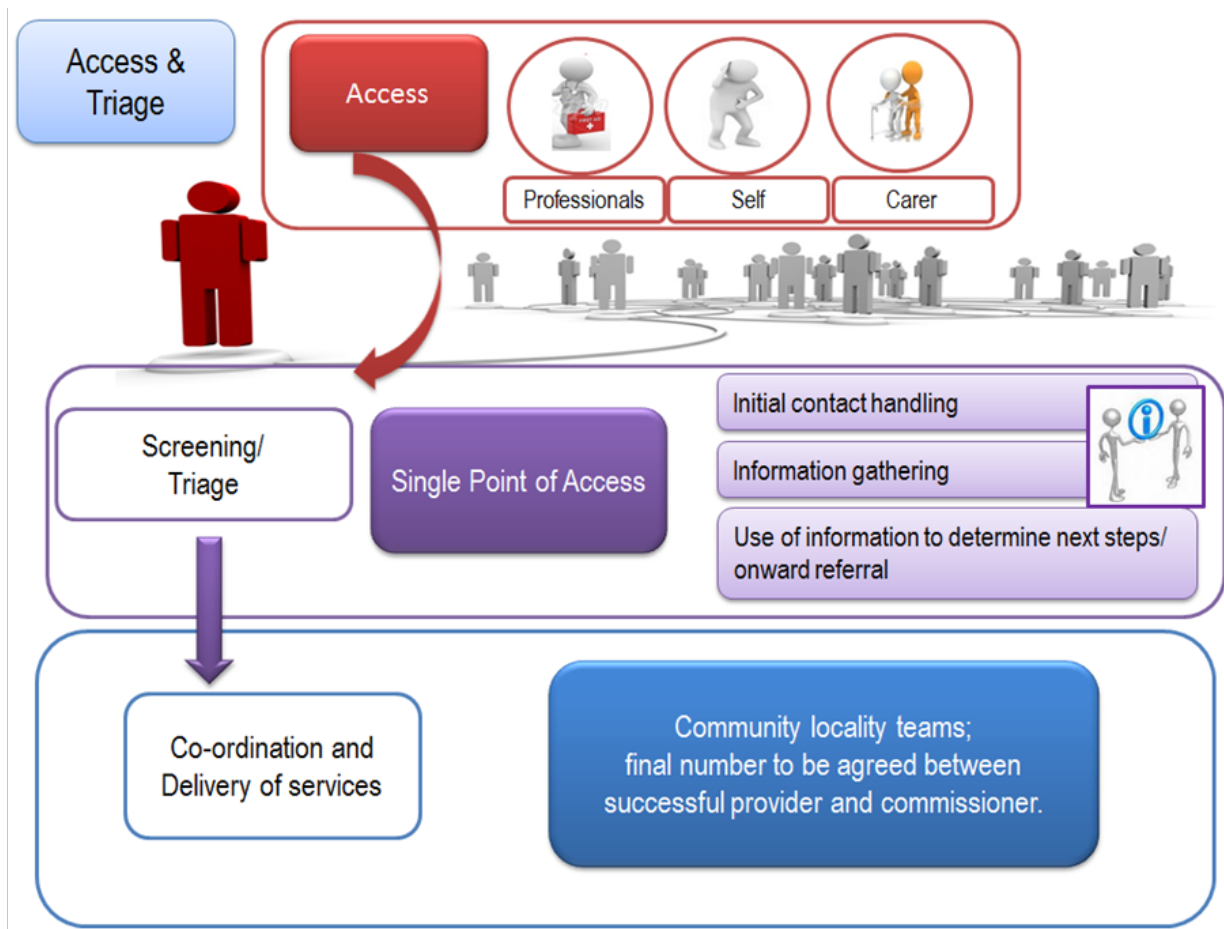 Access &
Triage
Access
FIRST AID
Professionals
Self
Carer
Screening/
Triage
Single Point of Access
Initial contact handling
Information gathering
Use of information to determine next steps/
onward referral
Co-ordination and
Delivery of services
Community locality teams;
final number to be agreed between
successful provider and commissioner.